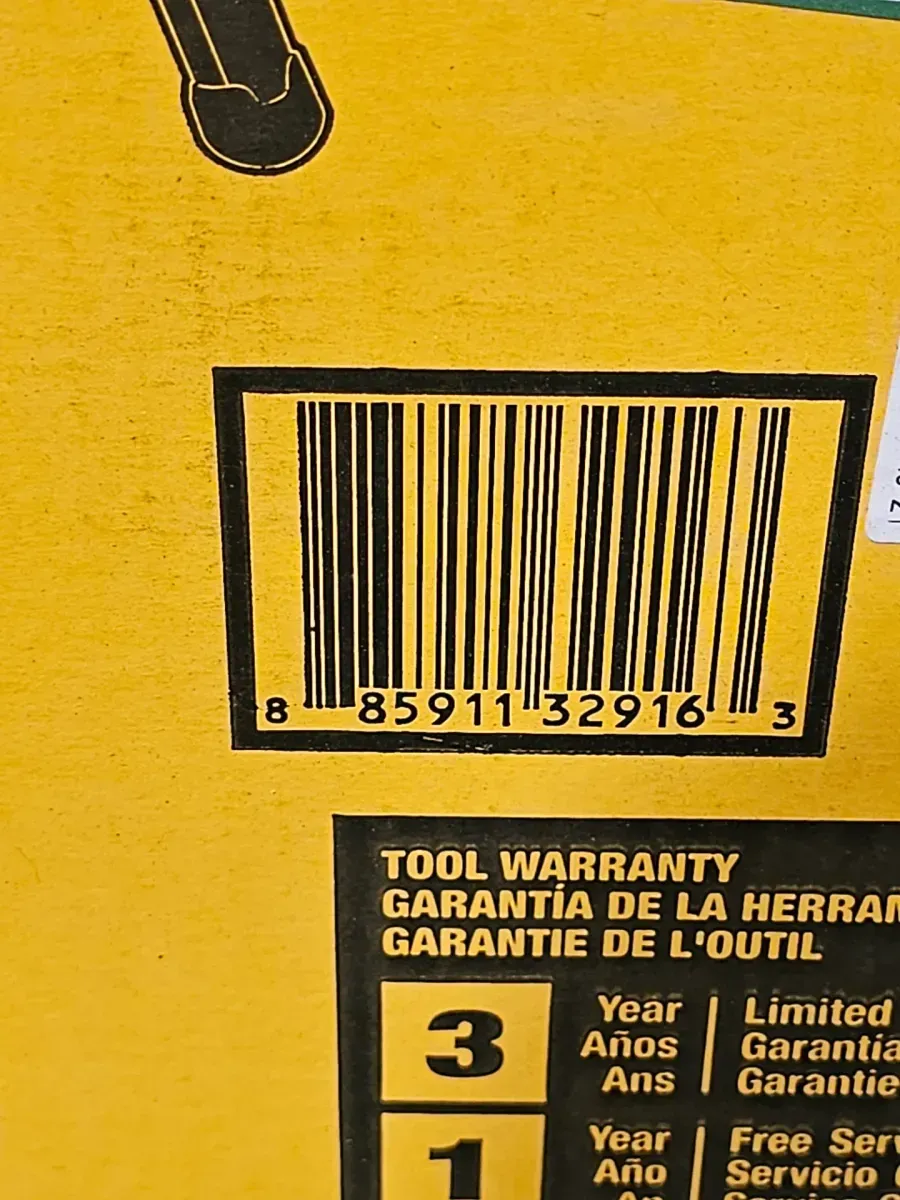 8 85911 32916 3
TOOL WARRANTY
GARANTÍA DE LA HERRAM
GARANTIE DE L'OUTIL
3
Year
Años
Ans
Limited
Garantía
Garantie
1
Year
Año
Free Serv
Servicio